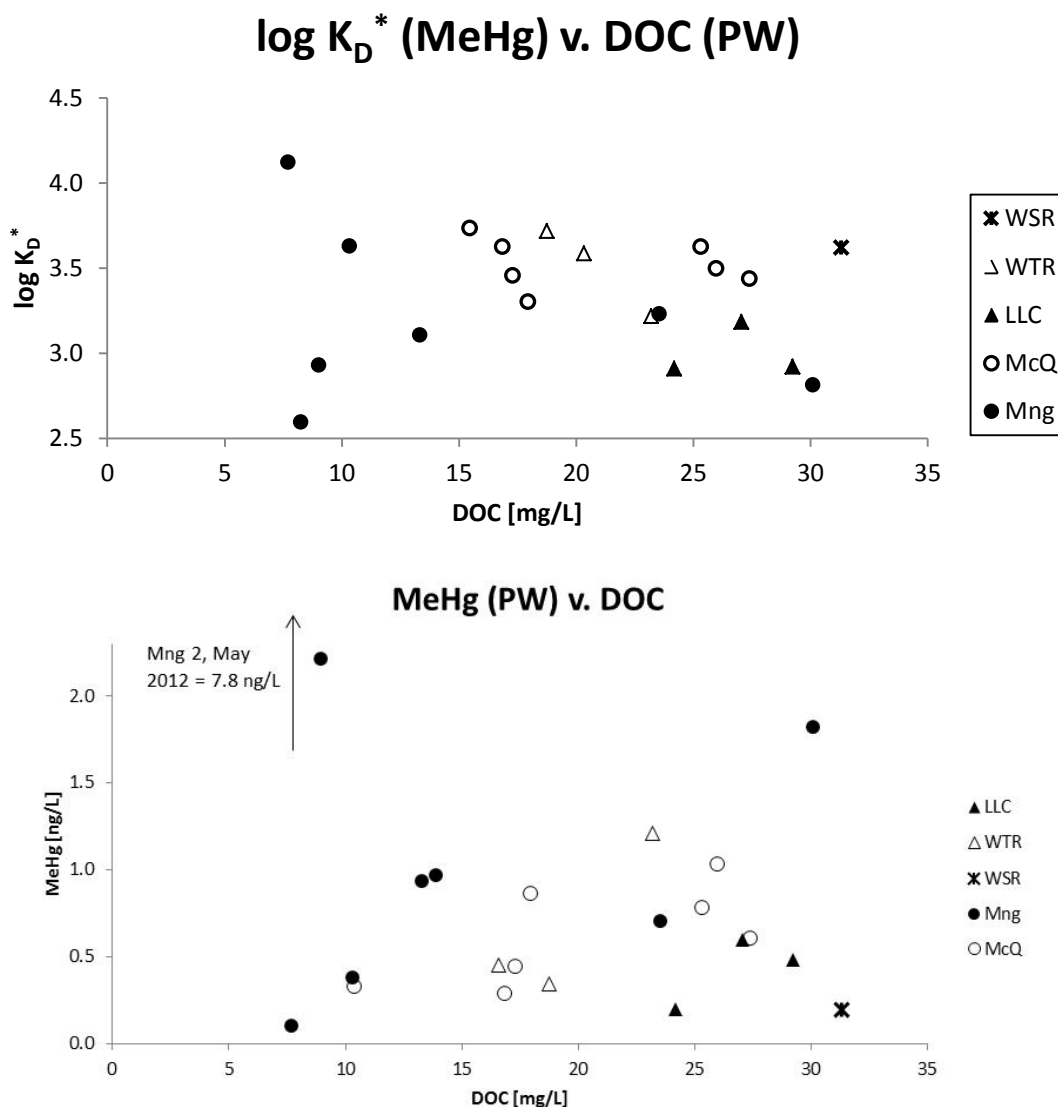 log K_D^* (MeHg) v. DOC (PW)
4.5
4.0
3.5
3.0
2.5
log K_D^*
0 5 10 15 20 25 30 35
DOC [mg/L]
WSR
WTR
LLC
McQ
Mng
MeHg (PW) v. DOC
Mng 2, May
2012 = 7.8 ng/L
2.0
1.5
1.0
0.5
0.0
MeHg [ng/L]
0 5 10 15 20 25 30 35
DOC [mg/L]
LLC
WTR
WSR
Mng
McQ